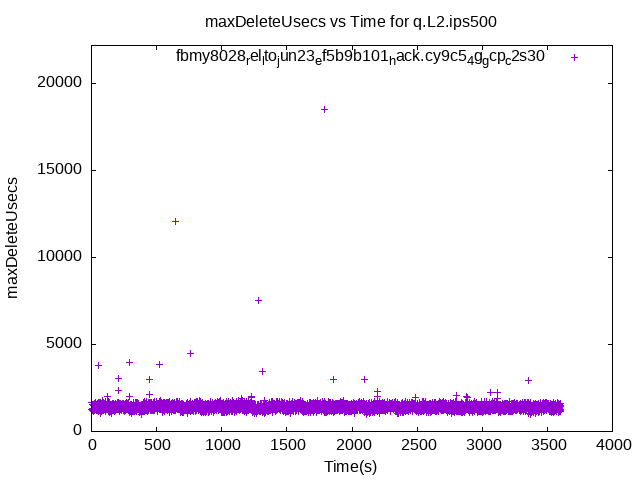 maxDeleteUsecs vs Time for q.L2.ips500
fbmy8028relltojun23ef5b9b101hack.cy9c54ggcpc2s30
20000
15000
10000
5000
0
maxDeleteUsecs
0 500 1000 1500 2000 2500 3000 3500 4000
Time(s)